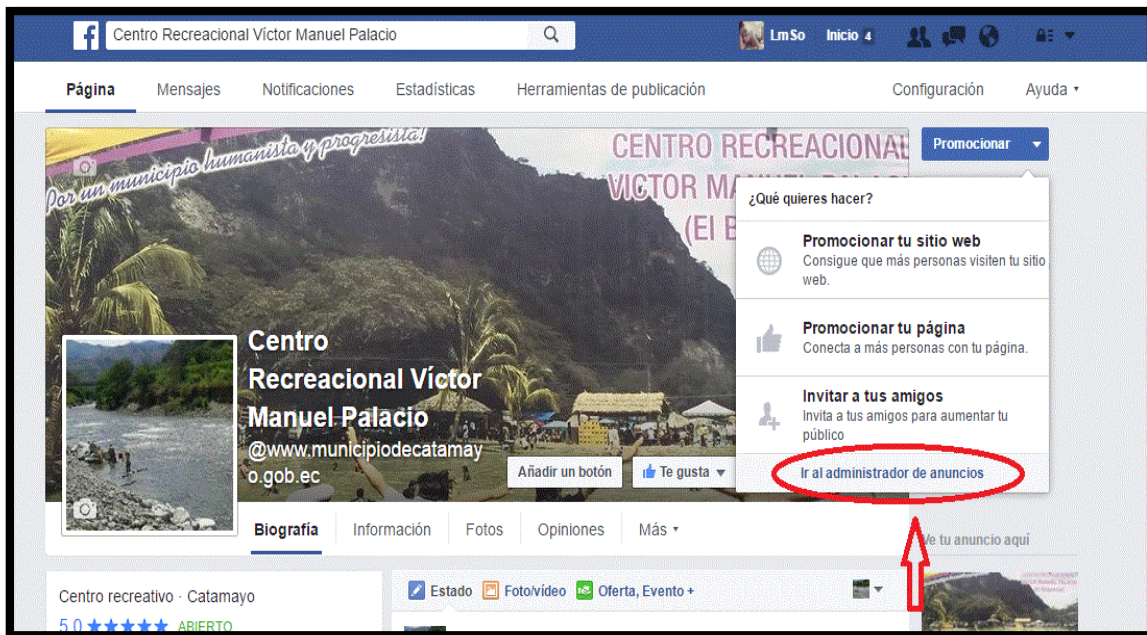 Centro Recreacional Víctor Manuel Palacio
LmSo Inicio 4
Página Mensajes Notificaciones Estadísticas Herramientas de publicación Configuración Ayuda
Por un municipio humanista y progresista!
CENTRO RECREACIONAL
VICTOR MANUEL PALAC
(El B
Promocionar
¿Qué quieres hacer?
Promocionar tu sitio web
Consigue que más personas visiten tu sitio
web.
Promocionar tu página
Conecta a más personas con tu página.
Invitar a tus amigos
Invita a tus amigos para aumentar tu
público
Ir al administrador de anuncios
Centro
Recreacional Víctor
Manuel Palacio
@www.municipiodecatamay
o.gob.ec
Añadir un botón Te gusta
Biografía Información Fotos Opiniones Más
Ve tu anuncio aquí
Centro recreativo · Catamayo
5,0 ★★★★★ ABIERTO
Estado Foto/vídeo Oferta, Evento +